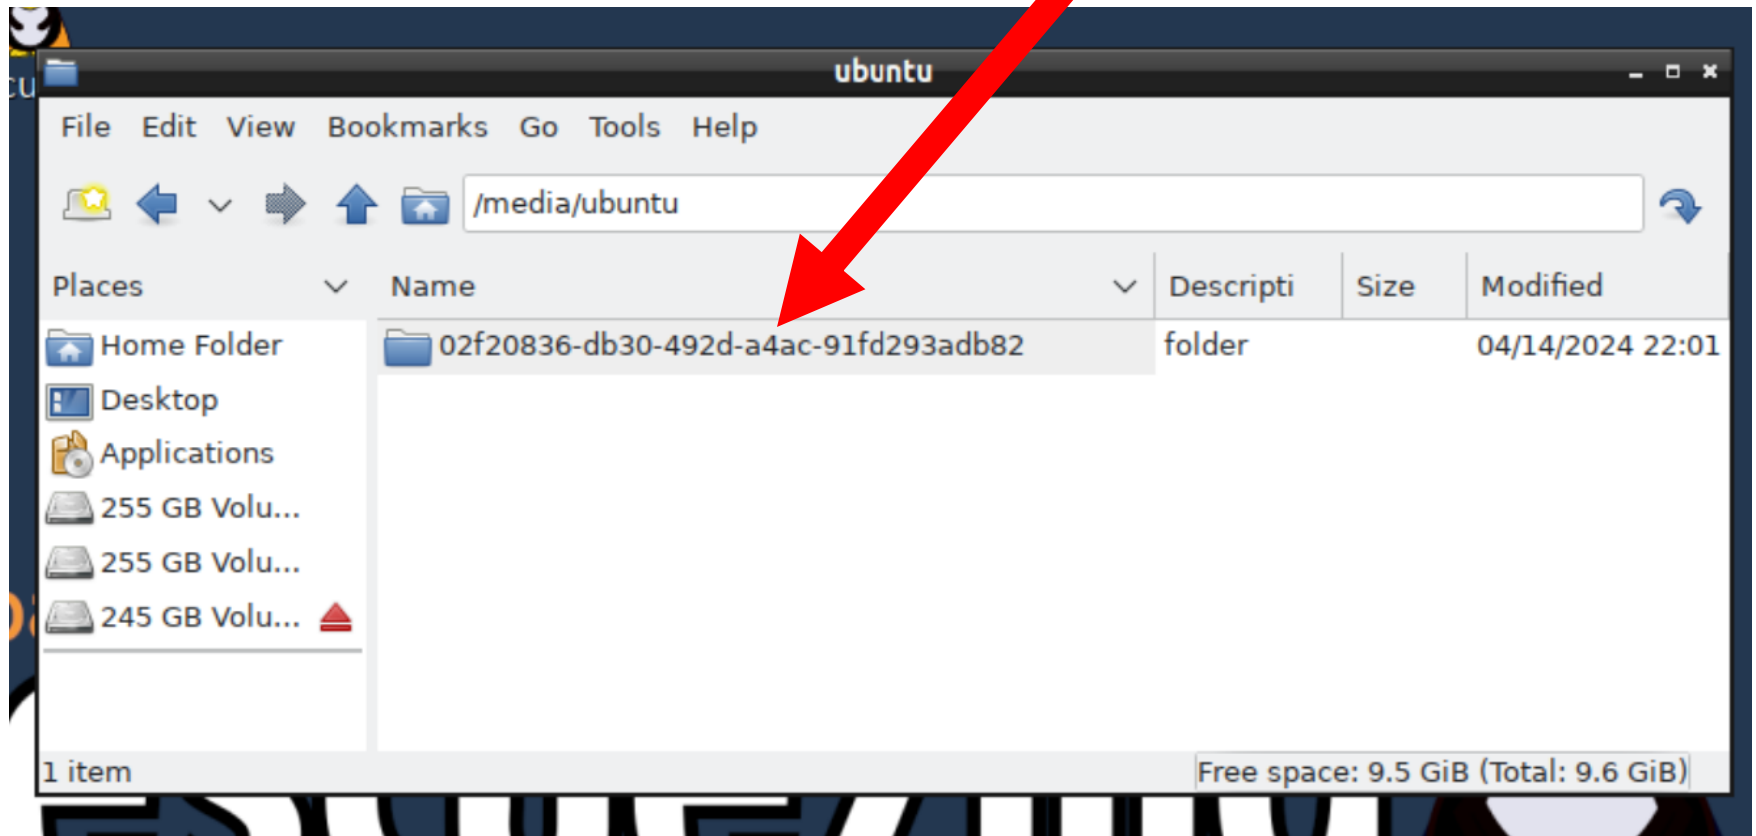 cu
ubuntu
File Edit View Bookmarks Go Tools Help
/media/ubuntu
Places Name Descripti Size Modified
Home Folder 02f20836-db30-492d-a4ac-91fd293adb82 folder 04/14/2024 22:01
Desktop
Applications
255 GB Volu...
255 GB Volu...
245 GB Volu...
1 item Free space: 9.5 GiB (Total: 9.6 GiB)